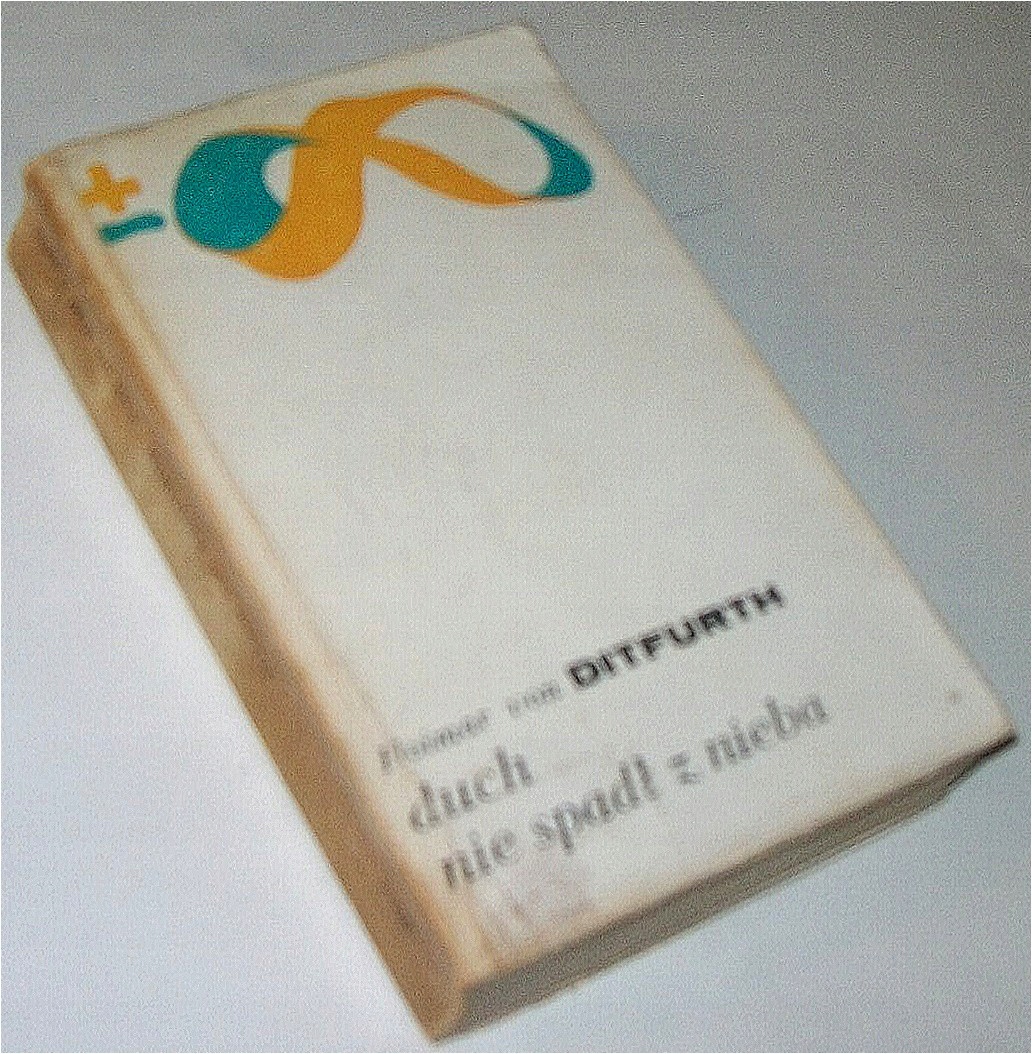 +
−
Hoimar von DITFURTH
duch
nie spadł z nieba